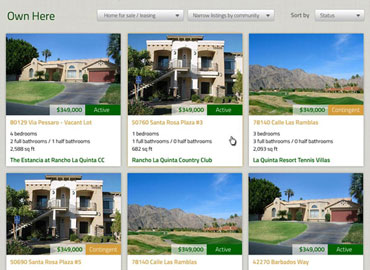 Own Here
Home for sale / leasing
Narrow listings by community
Sort by
Status
$349,000 Active
80129 Via Pessaro - Vacant Lot
4 bedrooms
2 full bathrooms / 1 half bathrooms
2,588 sq ft
The Estancia at Rancho La Quinta CC
$349,000 Active
50760 Santa Rosa Plaza #3
1 bedrooms
1 full bathrooms / 0 half bathrooms
682 sq ft
Rancho La Quinta Country Club
$349,000 Contingent
78140 Calle Las Ramblas
3 bedrooms
3 full bathrooms / 0 half bathrooms
2,093 sq ft
La Quinta Resort Tennis Villas
$349,000 Contingent
50690 Santa Rosa Plaza #5
$349,000 Active
78140 Calle Las Ramblas
$349,000 Active
42270 Barbados Way